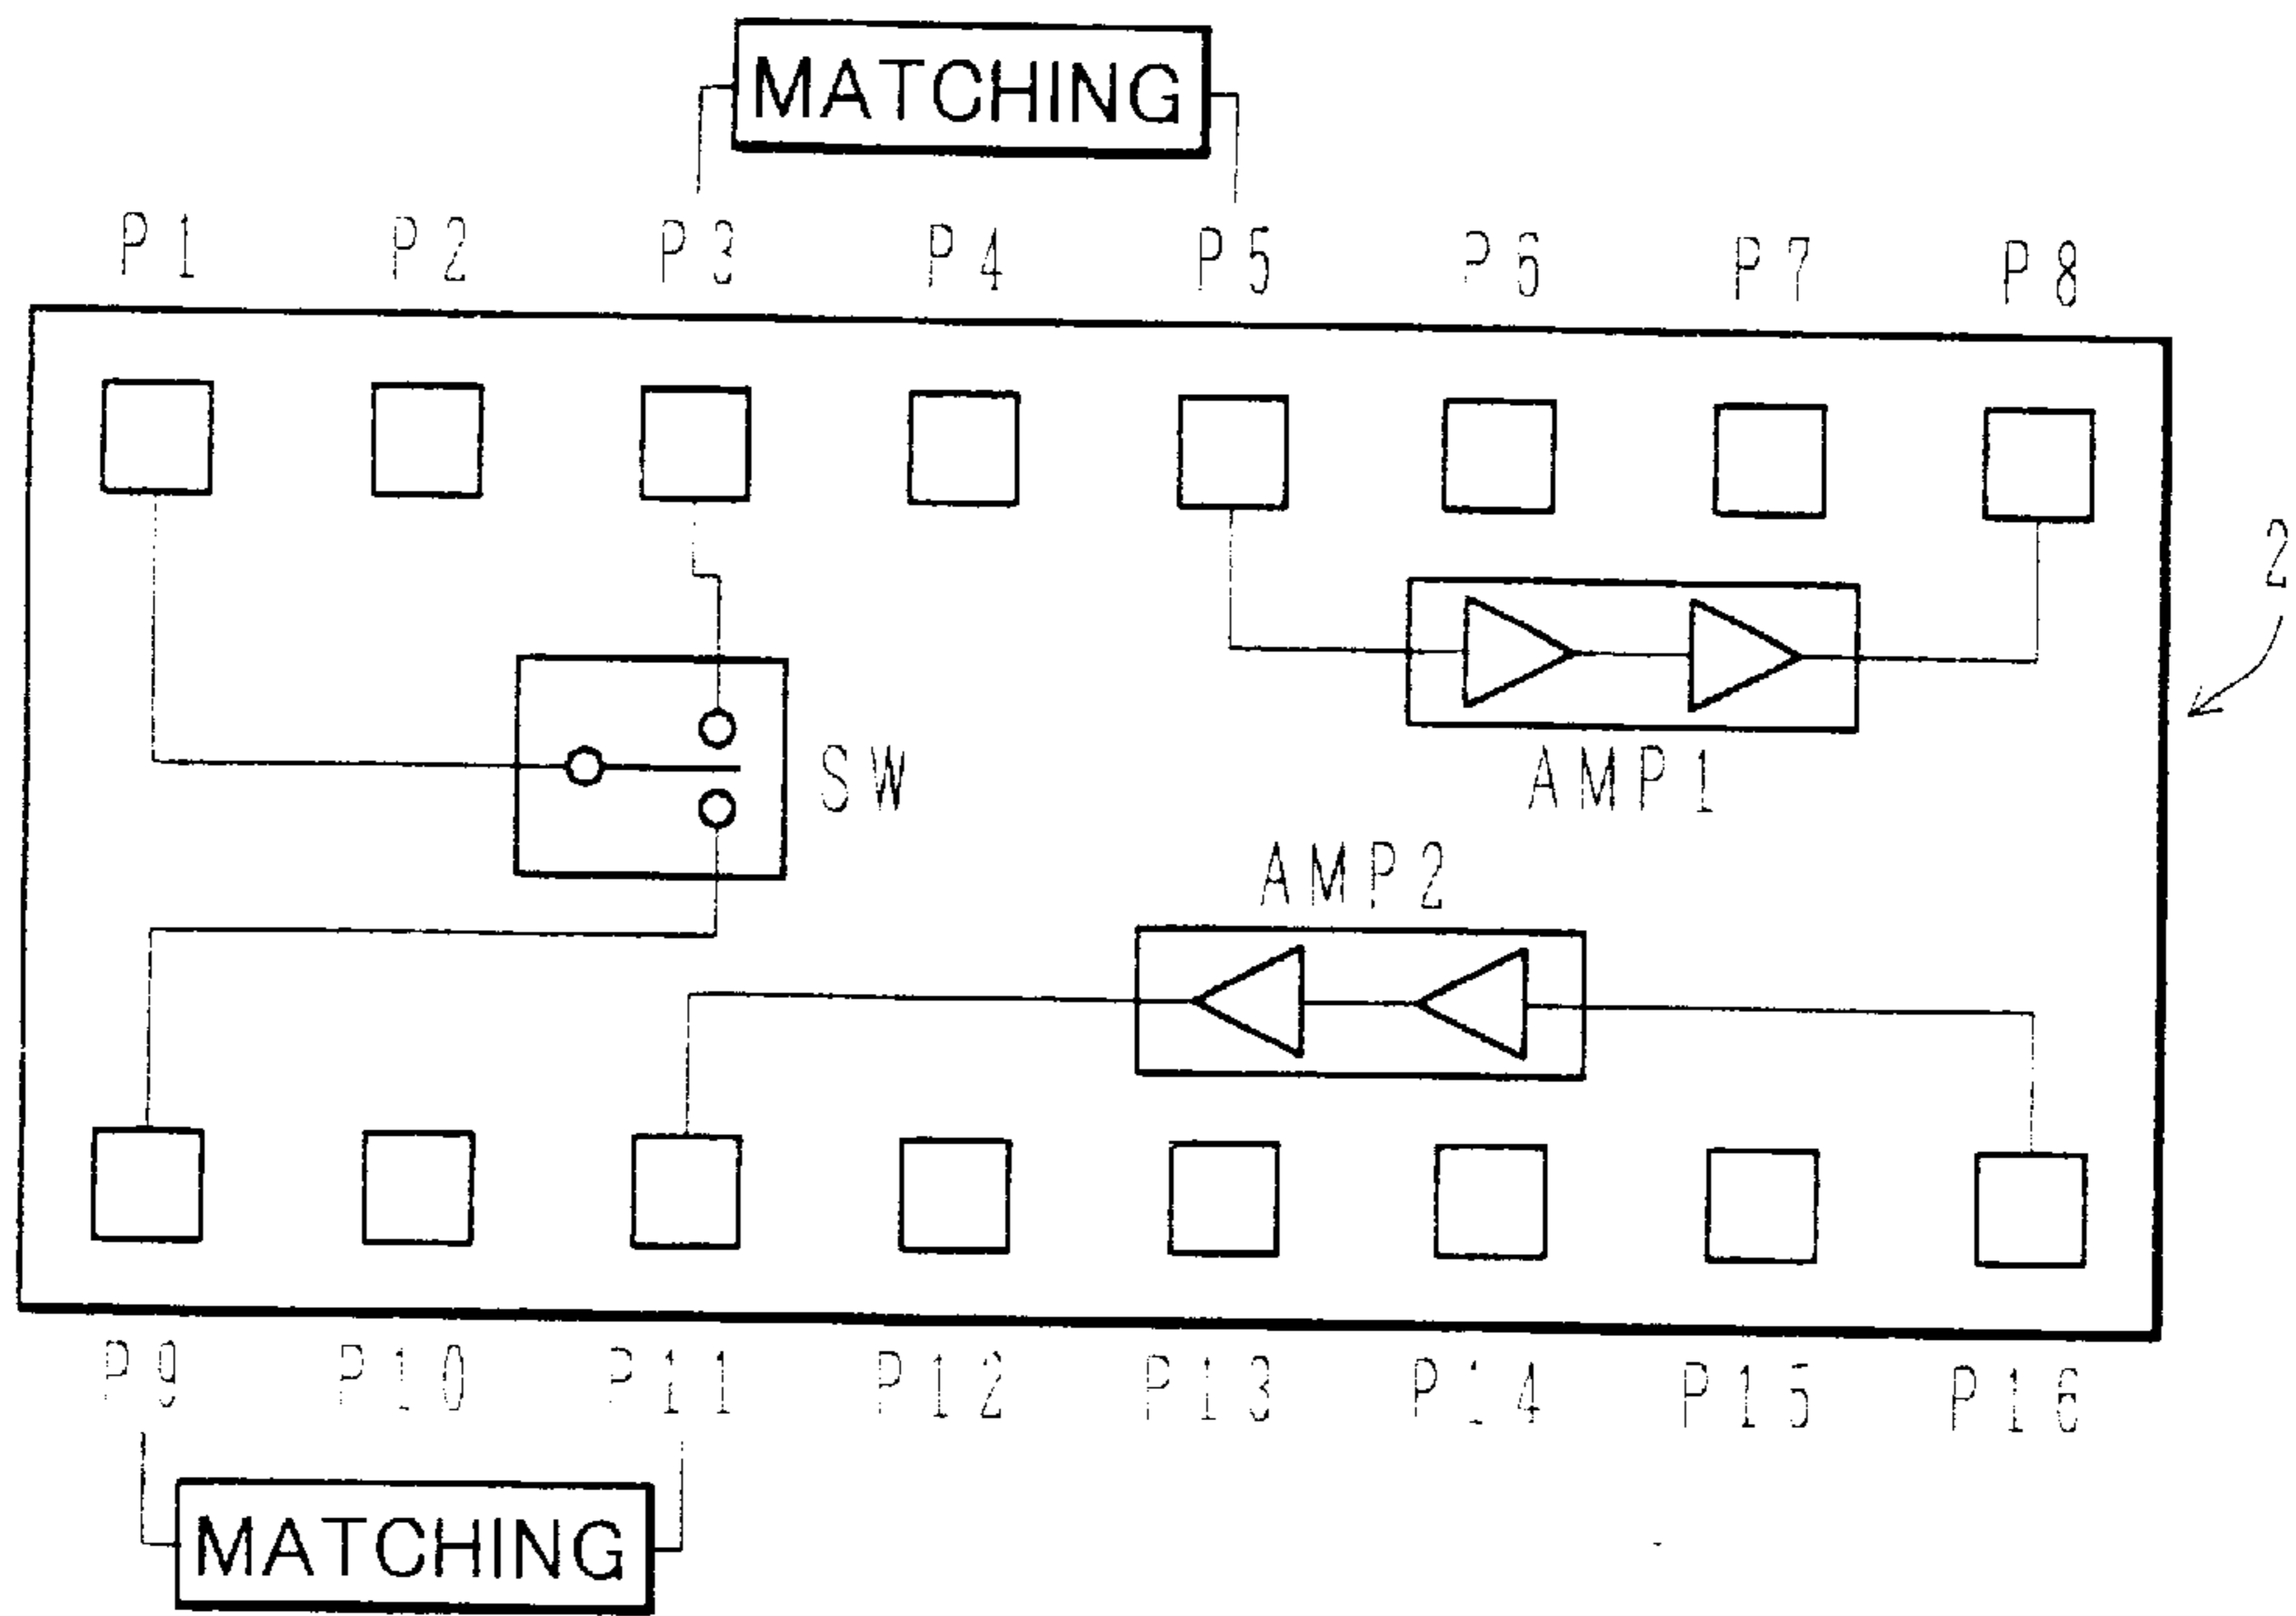 MATCHING
P1 P2 P3 P4 P5 P6 P7 P8
2
SW
AMP1
AMP2
P9 P10 P11 P12 P13 P14 P15 P16
MATCHING